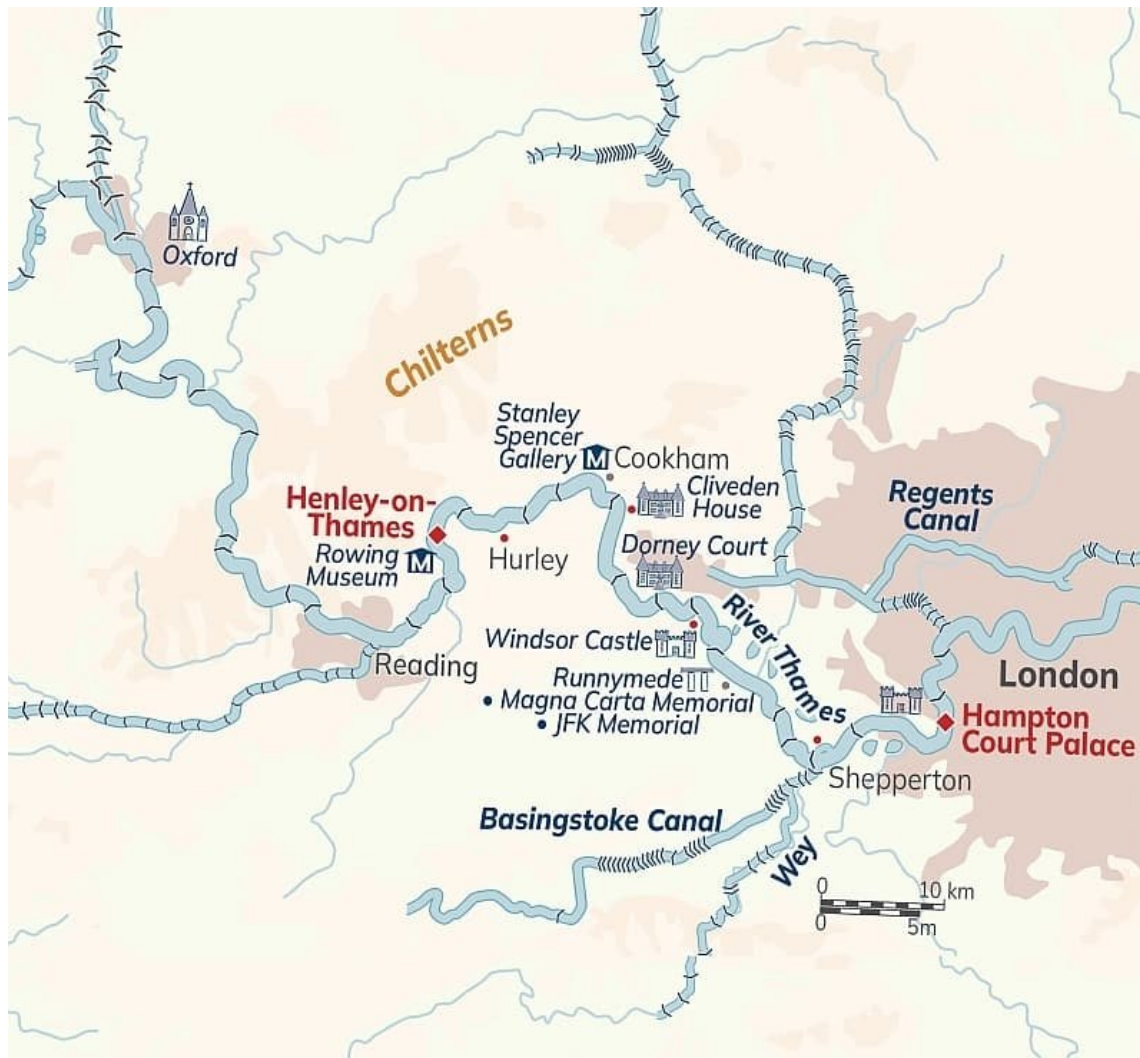 Oxford
Chilterns
Stanley
Spencer
Gallery M Cookham
Cliveden
House
Regents
Canal
Henley-on-
Thames
Rowing
Museum M
Hurley
Dorney Court
River Thames
Windsor Castle
Reading
Runnymede
• Magna Carta Memorial
• JFK Memorial
London
Hampton
Court Palace
Shepperton
Basingstoke Canal
Wey
0 10 km
0 5m